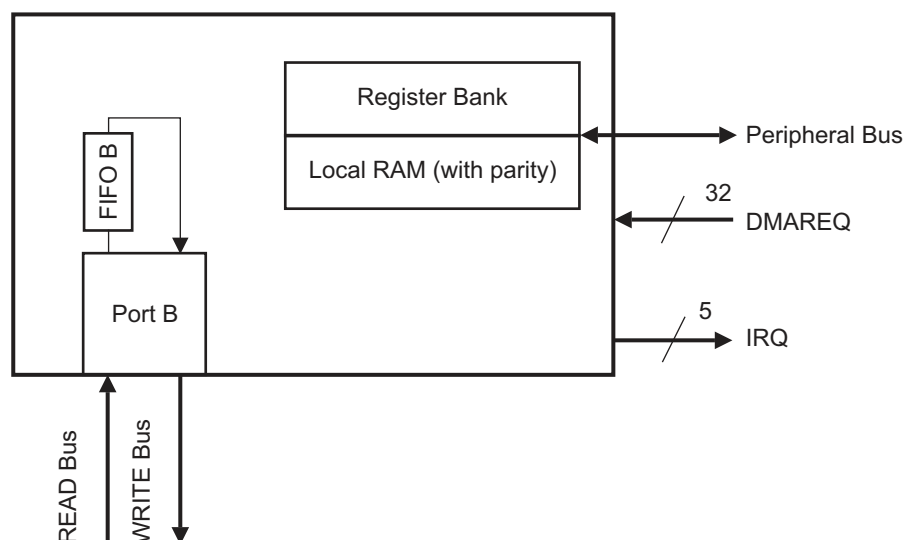 Register Bank
Local RAM (with parity)
Peripheral Bus
FIFO B
32
DMAREQ
Port B
5
IRQ
READ Bus
WRITE Bus